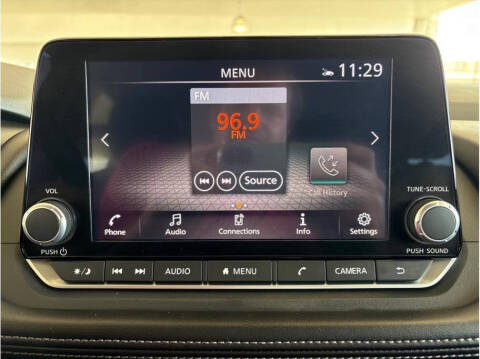 MENU 11:29
FM
96.9
FM
Source
Call History
VOL TUNE·SCROLL
Phone Audio Connections Info Settings
PUSH PUSH SOUND
AUDIO MENU CAMERA